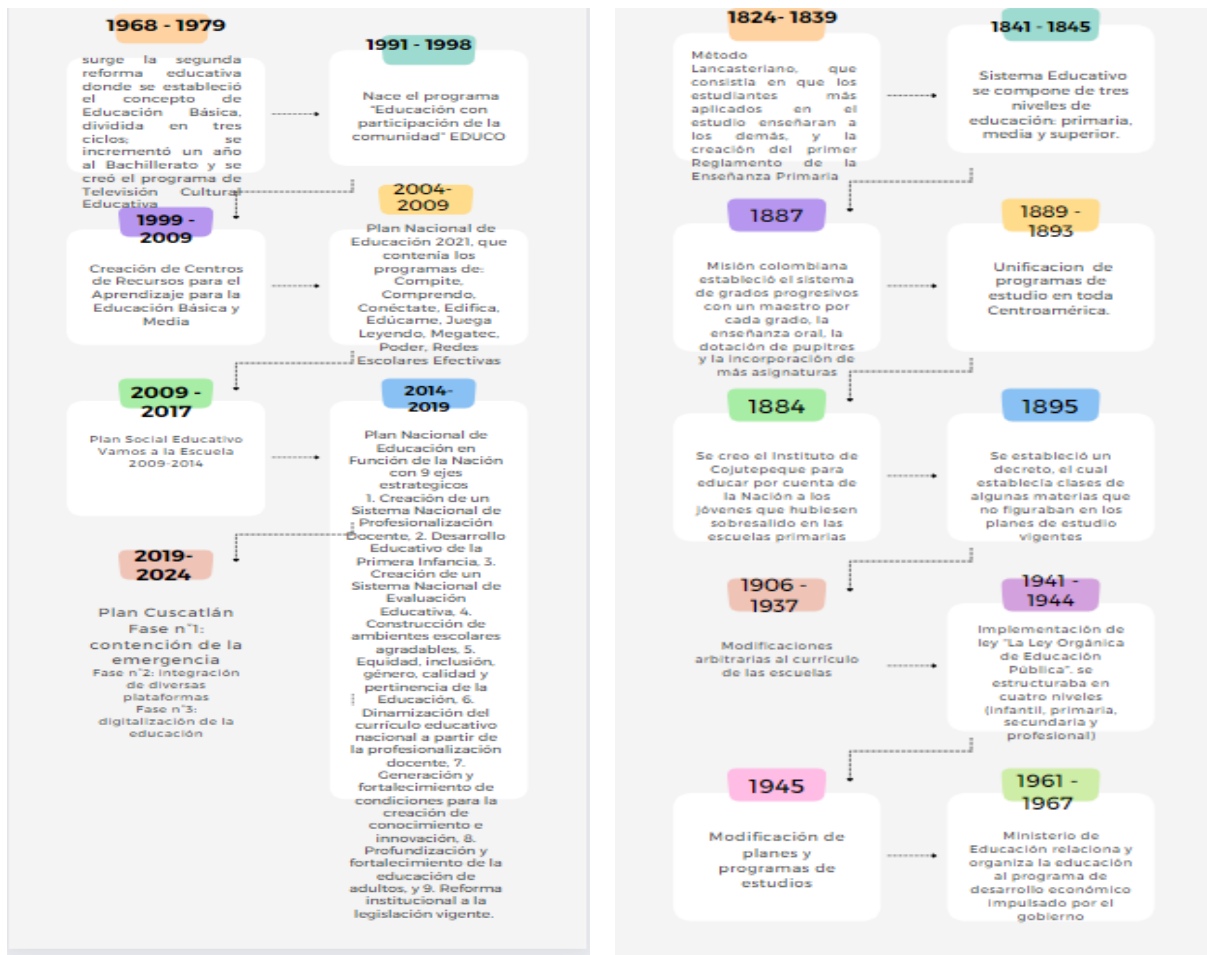 1968 - 1979
surge la segunda
reforma educativa
donde se estableció
el concepto de
Educación Básica,
dividida en tres
ciclos; se
incrementó un año
al Bachillerato y se
creó el programa de
Televisión Cultural
Educativa
1991 - 1998
Nace el programa
"Educación con
participación de la
comunidad" EDUCO
1999 -
2009
Creación de Centros
de Recursos para el
Aprendizaje para la
Educación Básica y
Media
2004-
2009
Plan Nacional de
Educación 2021, que
contenía los
programas de:
Compite,
Comprendo,
Conéctate, Edifica,
Edúcame, Juega
Leyendo, Megatec,
Poder, Redes
Escolares Efectivas
2009 -
2017
Plan Social Educativo
Vamos a la Escuela
2009-2014
2014-
2019
Plan Nacional de
Educación en
Función de la Nación
con 9 ejes
estrategicos
1. Creación de un
Sistema Nacional de
Profesionalización
Docente, 2. Desarrollo
Educativo de la
Primera Infancia, 3.
Creación de un
Sistema Nacional de
Evaluación
Educativa, 4.
Construcción de
ambientes escolares
agradables, 5.
Equidad, inclusión,
género, calidad y
pertinencia de la
Educación, 6.
Dinamización del
currículo educativo
nacional a partir de
la profesionalización
docente, 7.
Generación y
fortalecimiento de
condiciones para la
creación de
conocimiento e
innovación, 8.
Profundización y
fortalecimiento de la
educación de
adultos, y 9. Reforma
institucional a la
legislación vigente.
2019-
2024
Plan Cuscatlán
Fase n°1:
contención de la
emergencia
Fase n°2: integración
de diversas
plataformas
Fase n°3:
digitalización de la
educación
1824- 1839
Método
Lancasteriano, que
consistía en que los
estudiantes más
aplicados en el
estudio enseñaran a
los demás, y la
creación del primer
Reglamento de la
Enseñanza Primaria
1841 - 1845
Sistema Educativo
se compone de tres
niveles de
educación: primaria,
media y superior.
1887
Misión colombiana
estableció el sistema
de grados progresivos
con un maestro por
cada grado, la
enseñanza oral, la
dotación de pupitres
y la incorporación de
más asignaturas
1889 -
1893
Unificacion de
programas de
estudio en toda
Centroamérica.
1884
Se creo el Instituto de
Cojutepeque para
educar por cuenta de
la Nación a los
jóvenes que hubiesen
sobresalido en las
escuelas primarias
1895
Se estableció un
decreto, el cual
establecía clases de
algunas materias que
no figuraban en los
planes de estudio
vigentes
1906 -
1937
Modificaciones
arbitrarias al currículo
de las escuelas
1941 -
1944
Implementación de
ley "La Ley Orgánica
de Educación
Pública". se
estructuraba en
cuatro niveles
(infantil, primaria,
secundaria y
profesional)
1945
Modificación de
planes y
programas de
estudios
1961 -
1967
Ministerio de
Educación relaciona y
organiza la educación
al programa de
desarrollo económico
impulsado por el
gobierno